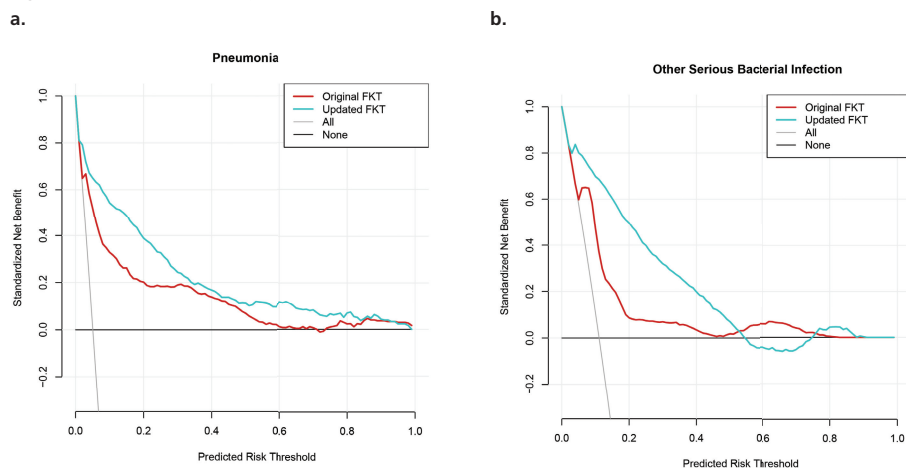 a.
Pneumonia
Original FKT
Updated FKT
All
None
Standardized Net Benefit
1.0
0.8
0.6
0.4
0.2
0.0
−0.2
0.0 0.2 0.4 0.6 0.8 1.0
Predicted Risk Threshold
b.
Other Serious Bacterial Infection
Original FKT
Updated FKT
All
None
Standardized Net Benefit
1.0
0.8
0.6
0.4
0.2
0.0
−0.2
0.0 0.2 0.4 0.6 0.8 1.0
Predicted Risk Threshold